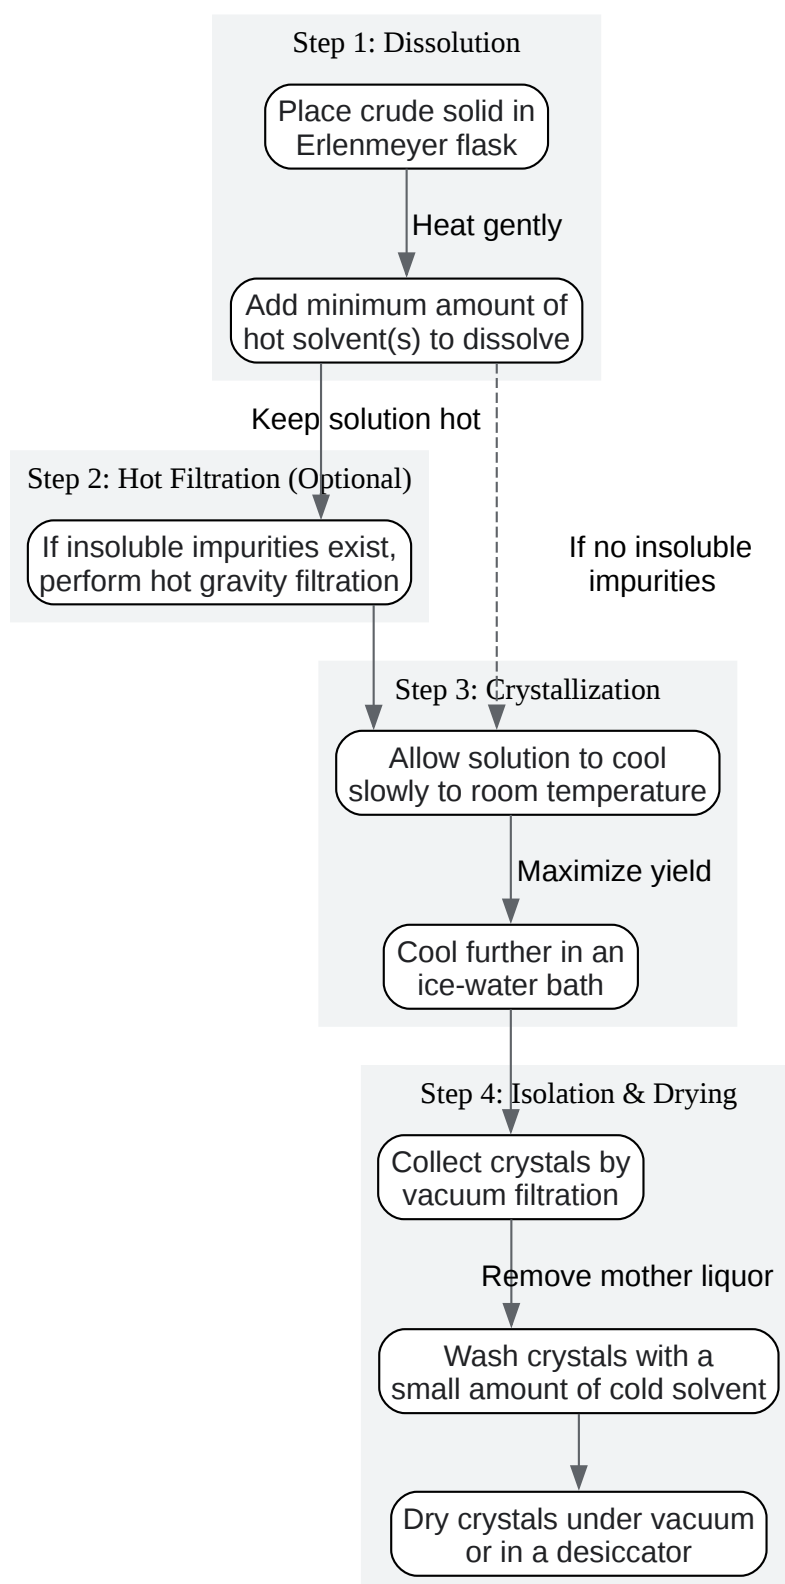 Step 1: Dissolution
Place crude solid in
Erlenmeyer flask
Heat gently
Add minimum amount of
hot solvent(s) to dissolve
Keep solution hot
Step 2: Hot Filtration (Optional)
If insoluble impurities exist,
perform hot gravity filtration
If no insoluble
impurities
Step 3: Crystallization
Allow solution to cool
slowly to room temperature
Maximize yield
Cool further in an
ice-water bath
Step 4: Isolation & Drying
Collect crystals by
vacuum filtration
Remove mother liquor
Wash crystals with a
small amount of cold solvent
Dry crystals under vacuum
or in a desiccator